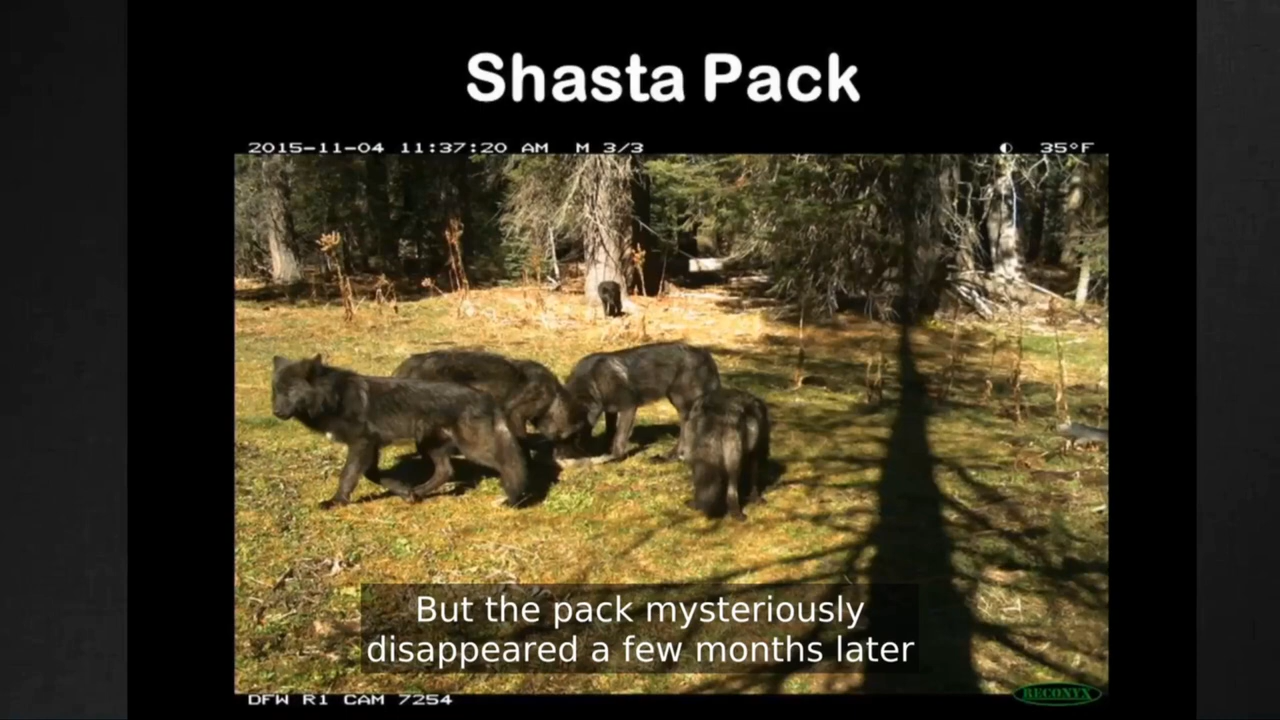 Shasta Pack
2015-11-04 11:37:20 AM M 3/3 35°F
But the pack mysteriously
disappeared a few months later
DFW R1 CAM 7254 RECONYX